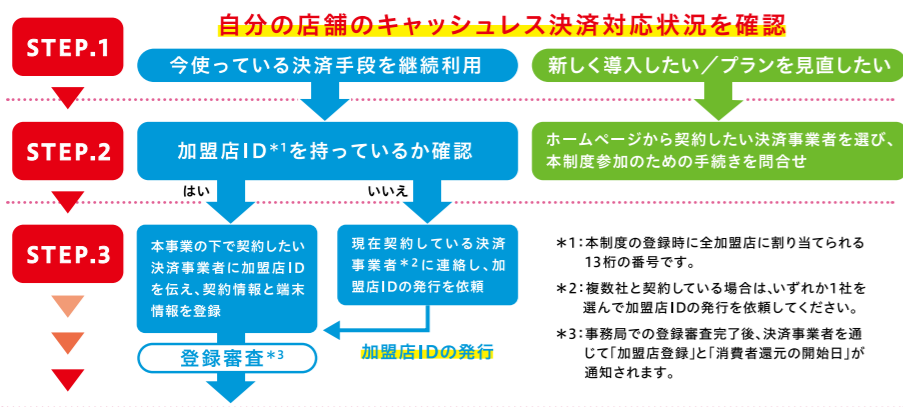 自分の店舗のキャッシュレス決済対応状況を確認
STEP.1
今使っている決済手段を継続利用
新しく導入したい／プランを見直したい
STEP.2
加盟店ID*1を持っているか確認
ホームページから契約したい決済事業者を選び、
本制度参加のための手続きを問合せ
はい
いいえ
STEP.3
本事業の下で契約したい
決済事業者に加盟店ID
を伝え、契約情報と端末
情報を登録
現在契約している決済
事業者*2に連絡し、加
盟店IDの発行を依頼
登録審査*3
加盟店IDの発行
*1：本制度の登録時に全加盟店に割り当てられる
13桁の番号です。
*2：複数社と契約している場合は、いずれか1社を
選んで加盟店IDの発行を依頼してください。
*3：事務局での登録審査完了後、決済事業者を通
じて「加盟店登録」と「消費者還元の開始日」が
通知されます。